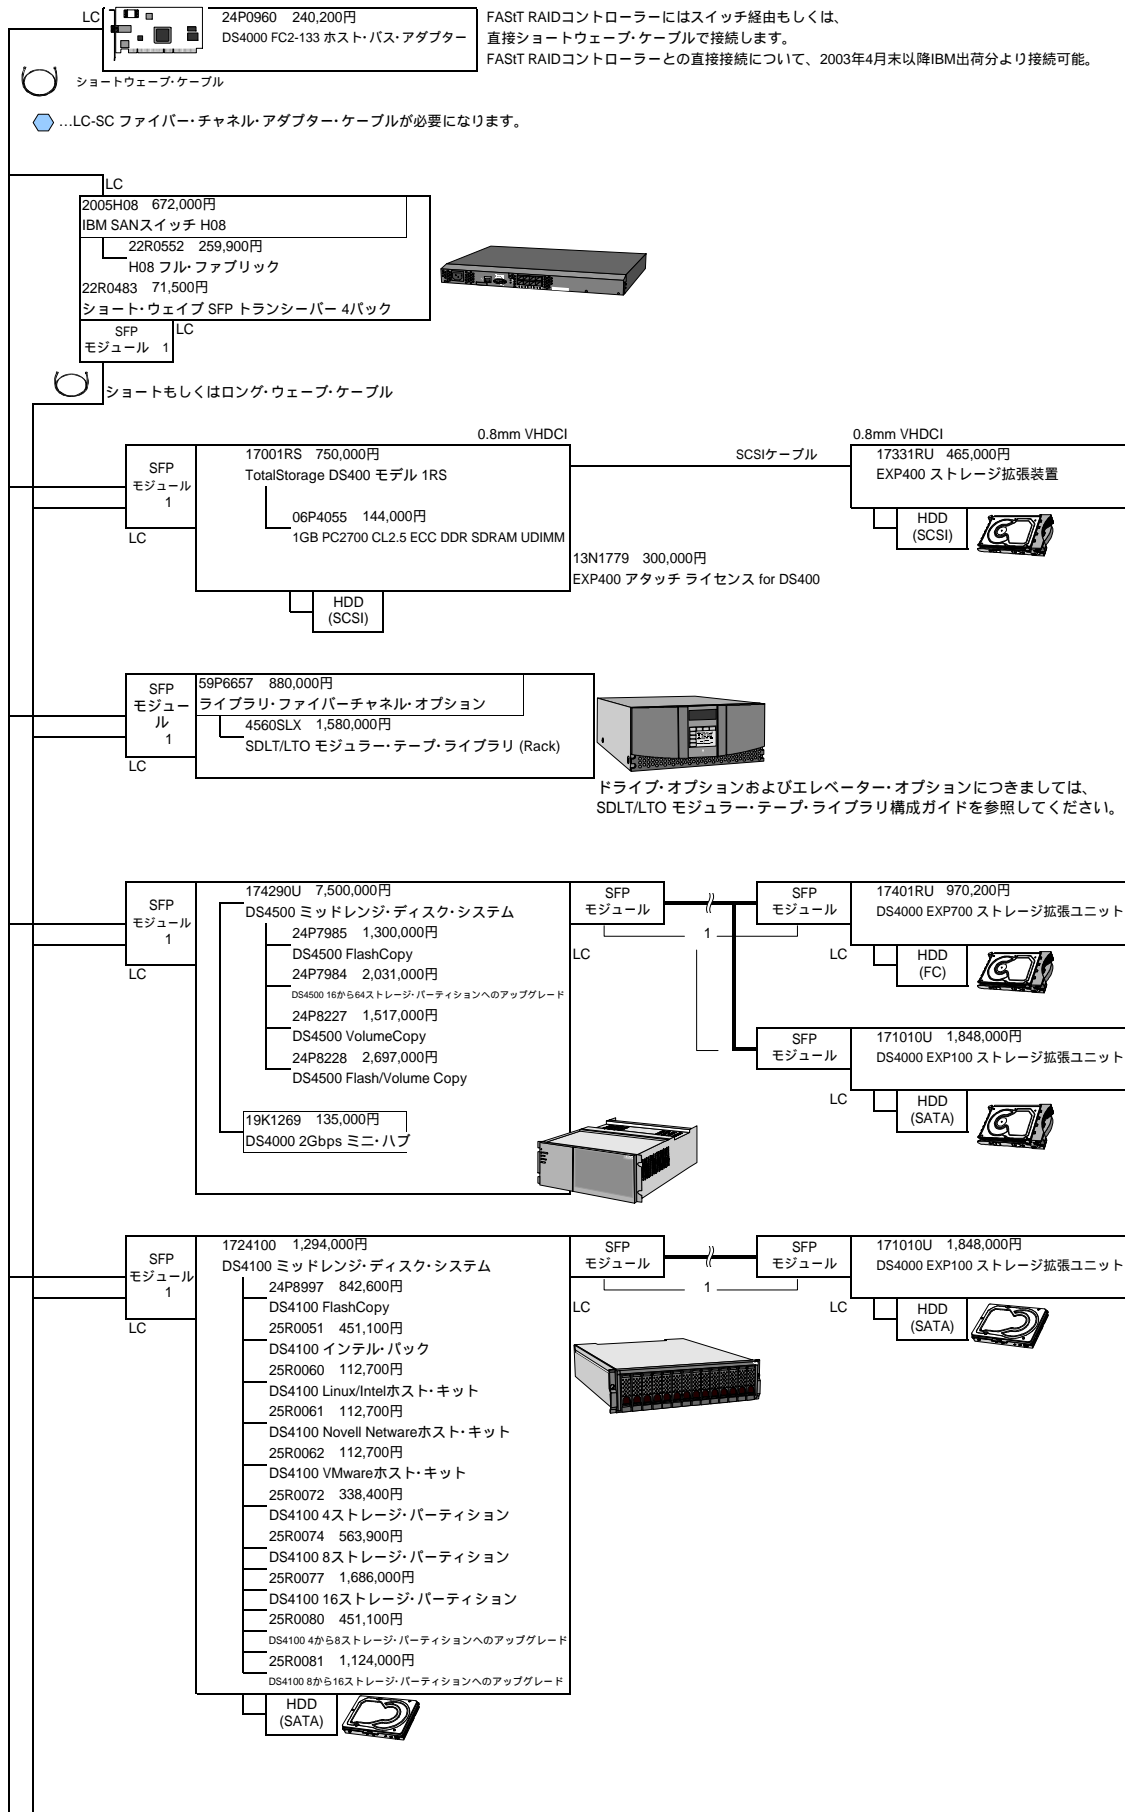 LC
24P0960 240,200円
DS4000 FC2-133 ホスト・バス・アダプター
FAStT RAIDコントローラーにはスイッチ経由もしくは、
直接ショートウェーブ・ケーブルで接続します。
FAStT RAIDコントローラーとの直接接続について、2003年4月末以降IBM出荷分より接続可能。
ショートウェーブ・ケーブル
…LC-SC ファイバー・チャネル・アダプター・ケーブルが必要になります。
LC
2005H08 672,000円
IBM SANスイッチ H08
22R0552 259,900円
H08 フル・ファブリック
22R0483 71,500円
ショート・ウェイブ SFP トランシーバー 4パック
SFP
モジュール 1
LC
ショートもしくはロング・ウェーブ・ケーブル
0.8mm VHDCI
SFP
モジュール
1
LC
17001RS 750,000円
TotalStorage DS400 モデル 1RS
06P4055 144,000円
1GB PC2700 CL2.5 ECC DDR SDRAM UDIMM
HDD
(SCSI)
SCSIケーブル
13N1779 300,000円
EXP400 アタッチ ライセンス for DS400
0.8mm VHDCI
17331RU 465,000円
EXP400 ストレージ拡張装置
HDD
(SCSI)
SFP
モジュー
ル
1
LC
59P6657 880,000円
ライブラリ・ファイバーチャネル・オプション
4560SLX 1,580,000円
SDLT/LTO モジュラー・テープ・ライブラリ (Rack)
ドライブ・オプションおよびエレベーター・オプションにつきましては、
SDLT/LTO モジュラー・テープ・ライブラリ構成ガイドを参照してください。
SFP
モジュール
1
LC
174290U 7,500,000円
DS4500 ミッドレンジ・ディスク・システム
24P7985 1,300,000円
DS4500 FlashCopy
24P7984 2,031,000円
DS4500 16から64ストレージ・パーティションへのアップグレード
24P8227 1,517,000円
DS4500 VolumeCopy
24P8228 2,697,000円
DS4500 Flash/Volume Copy
19K1269 135,000円
DS4000 2Gbps ミニ・ハブ
SFP
モジュール
LC
1
SFP
モジュール
LC
17401RU 970,200円
DS4000 EXP700 ストレージ拡張ユニット
HDD
(FC)
SFP
モジュール
LC
171010U 1,848,000円
DS4000 EXP100 ストレージ拡張ユニット
HDD
(SATA)
SFP
モジュール
1
LC
1724100 1,294,000円
DS4100 ミッドレンジ・ディスク・システム
24P8997 842,600円
DS4100 FlashCopy
25R0051 451,100円
DS4100 インテル・パック
25R0060 112,700円
DS4100 Linux/Intelホスト・キット
25R0061 112,700円
DS4100 Novell Netwareホスト・キット
25R0062 112,700円
DS4100 VMwareホスト・キット
25R0072 338,400円
DS4100 4ストレージ・パーティション
25R0074 563,900円
DS4100 8ストレージ・パーティション
25R0077 1,686,000円
DS4100 16ストレージ・パーティション
25R0080 451,100円
DS4100 4から8ストレージ・パーティションへのアップグレード
25R0081 1,124,000円
DS4100 8から16ストレージ・パーティションへのアップグレード
HDD
(SATA)
SFP
モジュール
LC
1
SFP
モジュール
LC
171010U 1,848,000円
DS4000 EXP100 ストレージ拡張ユニット
HDD
(SATA)